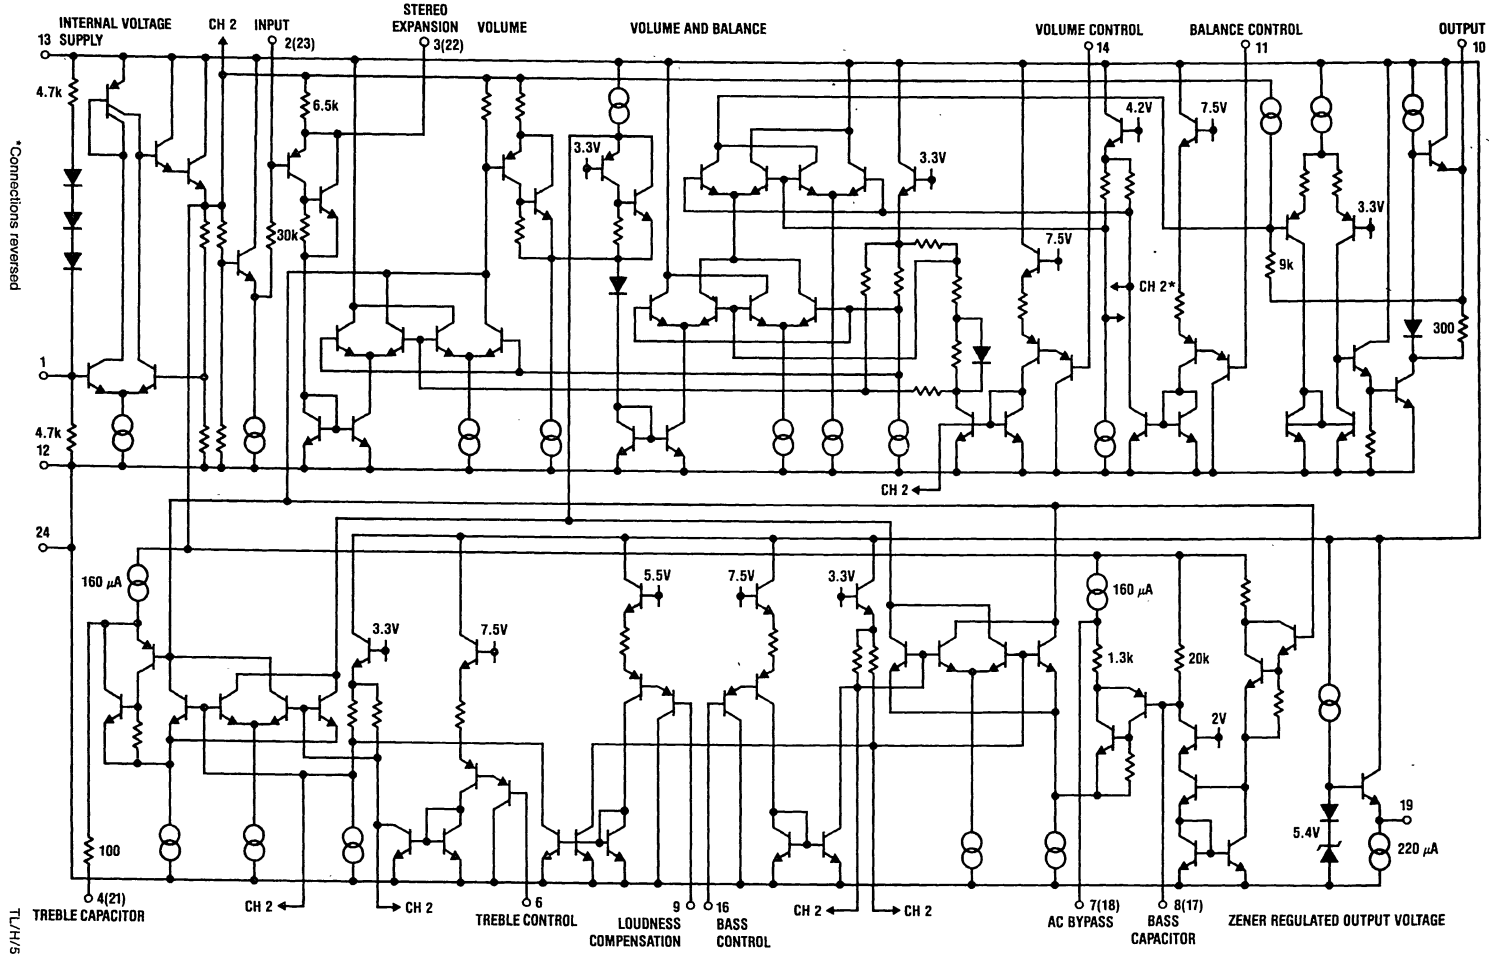 INTERNAL VOLTAGE
SUPPLY
13
CH 2
INPUT
2(23)
STEREO
EXPANSION
3(22)
VOLUME
VOLUME AND BALANCE
VOLUME CONTROL
14
BALANCE CONTROL
11
OUTPUT
10
4.7k
6.5k
3.3V
3.3V
4.2V
7.5V
3.3V
30k
7.5V
9k
CH 2*
300
1
4.7k
12
CH 2
24
160 μA
3.3V
7.5V
5.5V
7.5V
3.3V
160 μA
1.3k
20k
2V
100
5.4V
19
220 μA
4(21)
TREBLE CAPACITOR
CH 2
CH 2
6
TREBLE CONTROL
9
LOUDNESS
COMPENSATION
16
BASS
CONTROL
CH 2
CH 2
7(18)
AC BYPASS
8(17)
BASS
CAPACITOR
ZENER REGULATED OUTPUT VOLTAGE
*Connections reversed
TL/H/5